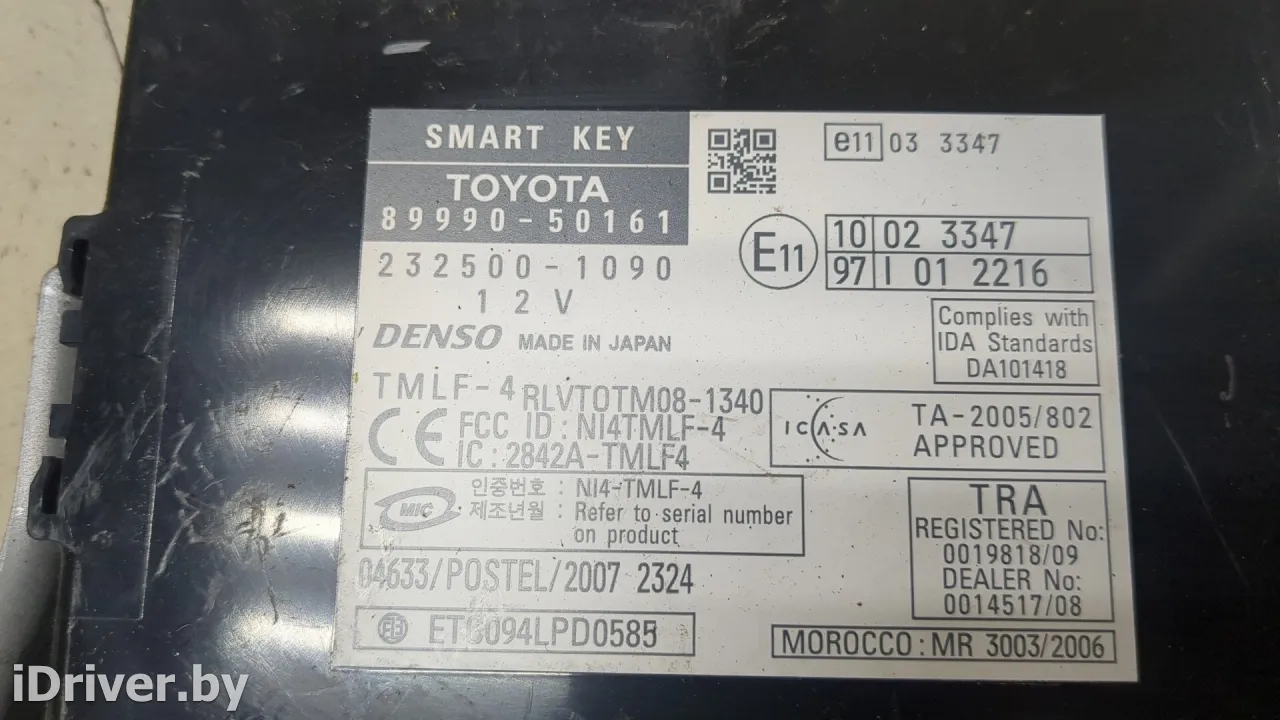 SMART KEY
TOYOTA
89990-50161
232500-1090
12V
DENSO MADE IN JAPAN
TMLF-4 RLVTOTM08-1340
CE FCC ID : NI4TMLF-4
IC : 2842A-TMLF4
MIC 인증번호 : NI4-TMLF-4
제조년월 : Refer to serial number
on product
04633/POSTEL/2007 2324
ETC094LPD0585
e11 03 3347
E11 10 02 3347
97 I 01 2216
Complies with
IDA Standards
DA101418
ICASA TA-2005/802
APPROVED
TRA
REGISTERED No:
0019818/09
DEALER No:
0014517/08
MOROCCO : MR 3003/2006
iDriver.by